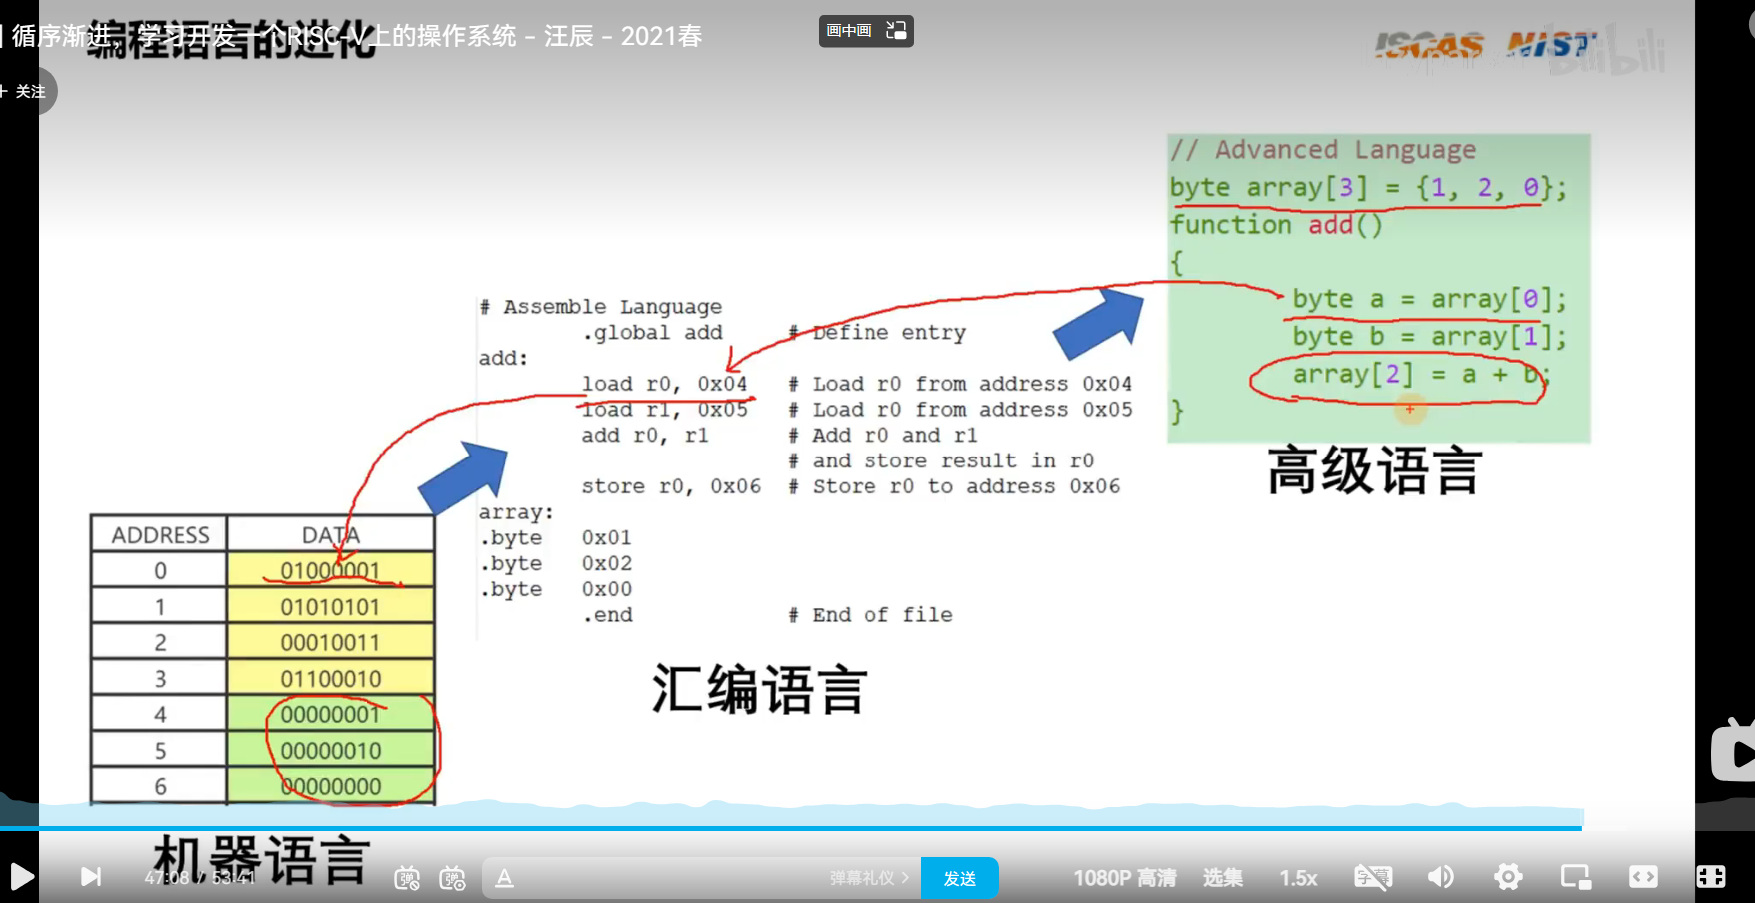 循序渐进,学习开发一个RISC-V上的操作系统 - 汪辰 - 2021春
画中画
编程语言的进化
ISCAS
bilibili
+ 关注
// Advanced Language
byte array[3] = {1, 2, 0};
function add()
{
byte a = array[0];
byte b = array[1];
array[2] = a + b;
}
高级语言
# Assemble Language
.global add # Define entry
add:
load r0, 0x04 # Load r0 from address 0x04
load r1, 0x05 # Load r0 from address 0x05
add r0, r1 # Add r0 and r1
# and store result in r0
store r0, 0x06 # Store r0 to address 0x06
array:
.byte 0x01
.byte 0x02
.byte 0x00
.end # End of file
汇编语言
ADDRESS DATA
0 01000001
1 01010101
2 00010011
3 01100010
4 00000001
5 00000010
6 00000000
机器语言
47:08 / 53:41
弹
弹
A
弹幕礼仪 >
发送
1080P 高清
选集
1.5x
字幕